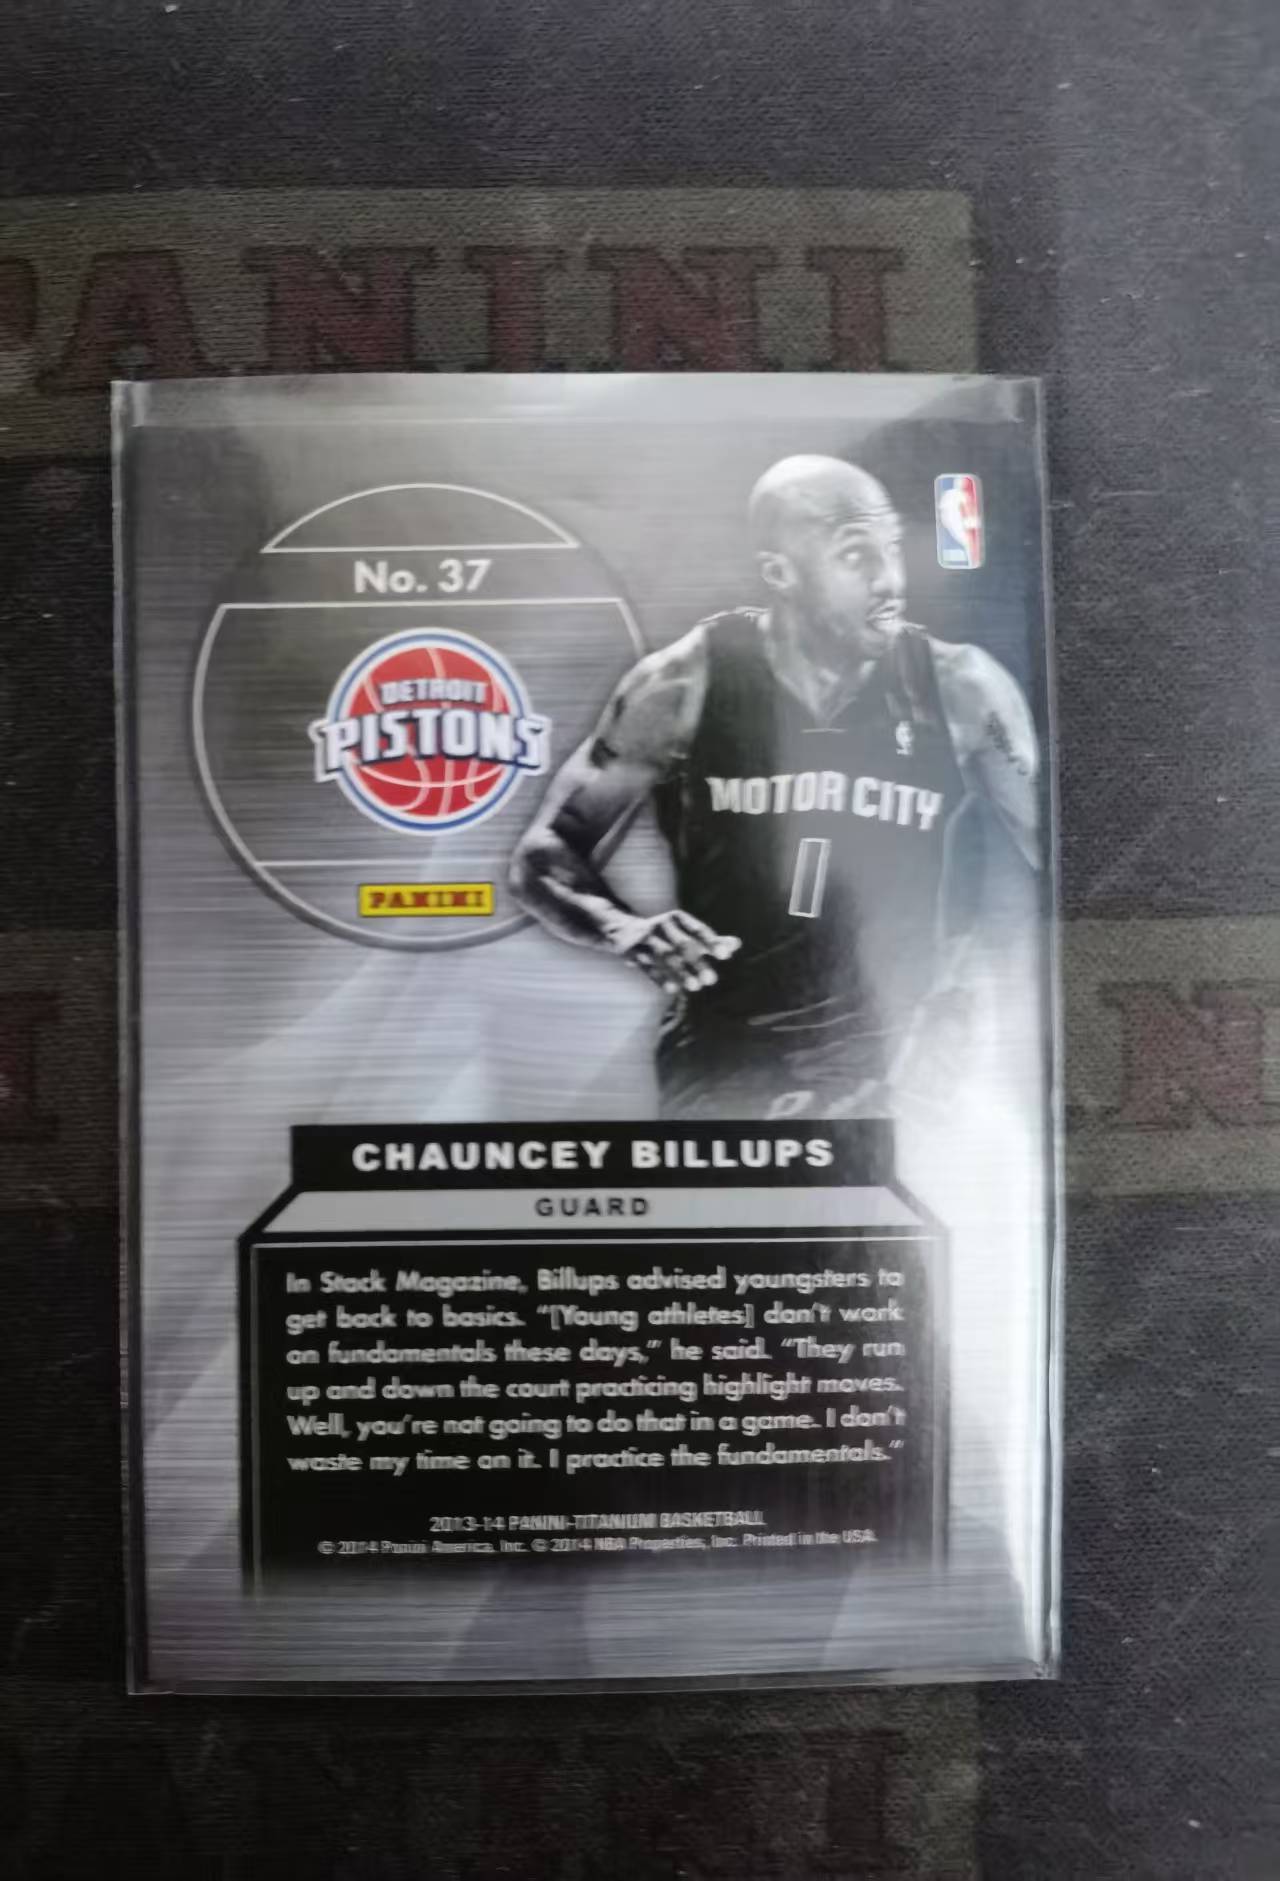 PANINI
No. 37
DETROIT
PISTONS
PANINI
MOTOR CITY
1
CHAUNCEY BILLUPS
GUARD
In Stack Magazine, Billups advised youngsters to
get back to basics. “[Young athletes] don’t work
on fundamentals these days,” he said. “They run
up and down the court practicing highlight moves.
Well, you’re not going to do that in a game. I don’t
waste my time on it. I practice the fundamentals.”
2013-14 PANINI-TITANIUM BASKETBALL
© 2014 Panini America, Inc. © 2014 NBA Properties, Inc. Printed in the USA.